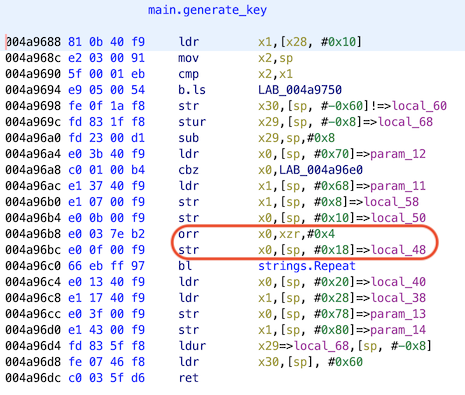 main.generate_key
004a9688 81 0b 40 f9 ldr x1,[x28, #0x10]
004a968c e2 03 00 91 mov x2,sp
004a9690 5f 00 01 eb cmp x2,x1
004a9694 e9 05 00 54 b.ls LAB_004a9750
004a9698 fe 0f 1a f8 str x30,[sp, #-0x60]!=>local_60
004a969c fd 83 1f f8 stur x29,[sp, #-0x8]=>local_68
004a96a0 fd 23 00 d1 sub x29,sp,#0x8
004a96a4 e0 3b 40 f9 ldr x0,[sp, #0x70]=>param_12
004a96a8 c0 01 00 b4 cbz x0,LAB_004a96e0
004a96ac e1 37 40 f9 ldr x1,[sp, #0x68]=>param_11
004a96b0 e1 07 00 f9 str x1,[sp, #0x8]=>local_58
004a96b4 e0 0b 00 f9 str x0,[sp, #0x10]=>local_50
004a96b8 e0 03 7e b2 orr x0,xzr,#0x4
004a96bc e0 0f 00 f9 str x0,[sp, #0x18]=>local_48
004a96c0 66 eb ff 97 bl strings.Repeat
004a96c4 e0 13 40 f9 ldr x0,[sp, #0x20]=>local_40
004a96c8 e1 17 40 f9 ldr x1,[sp, #0x28]=>local_38
004a96cc e0 3f 00 f9 str x0,[sp, #0x78]=>param_13
004a96d0 e1 43 00 f9 str x1,[sp, #0x80]=>param_14
004a96d4 fd 83 5f f8 ldur x29=>local_68,[sp, #-0x8]
004a96d8 fe 07 46 f8 ldr x30,[sp], #0x60
004a96dc c0 03 5f d6 ret